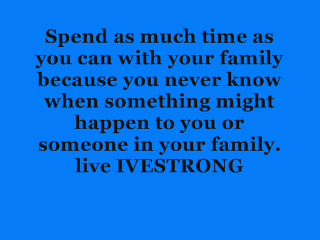 Spend as much time as
you can with your family
because you never know
when something might
happen to you or
someone in your family.
live IVESTRONG